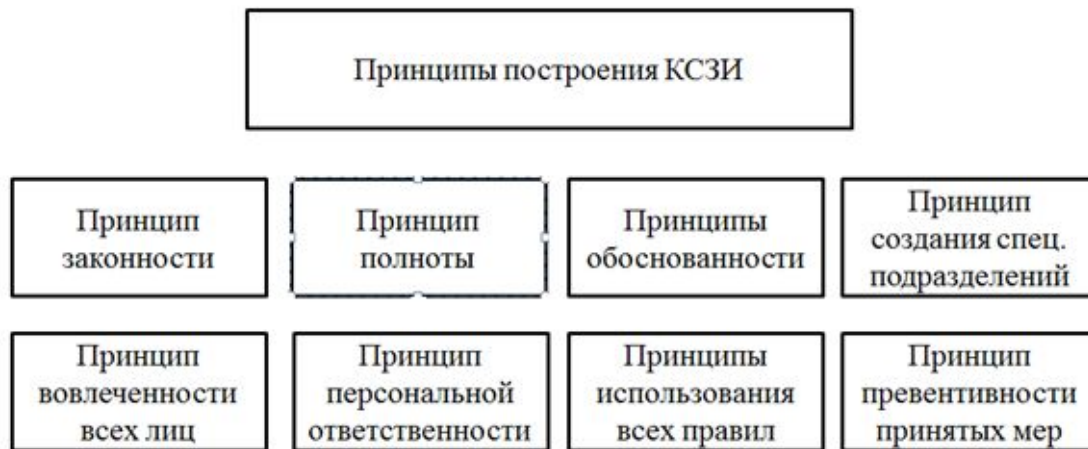 Принципы построения КСЗИ
Принцип
законности
Принцип
полноты
Принципы
обоснованности
Принцип
создания спец.
подразделений
Принцип
вовлеченности
всех лиц
Принцип
персональной
ответственности
Принципы
использования
всех правил
Принцип
превентивности
принятых мер